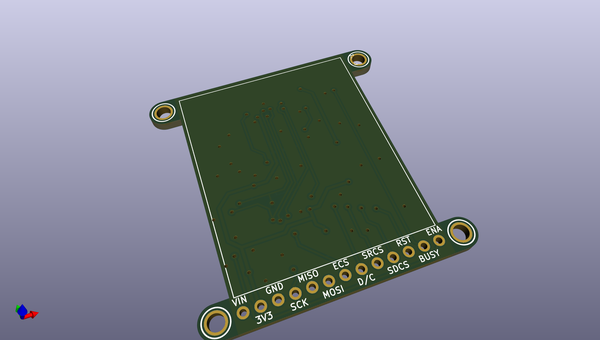 VIN GND MISO ECS SRCS RST ENA
3V3 SCK MOSI D/C SDCS BUSY